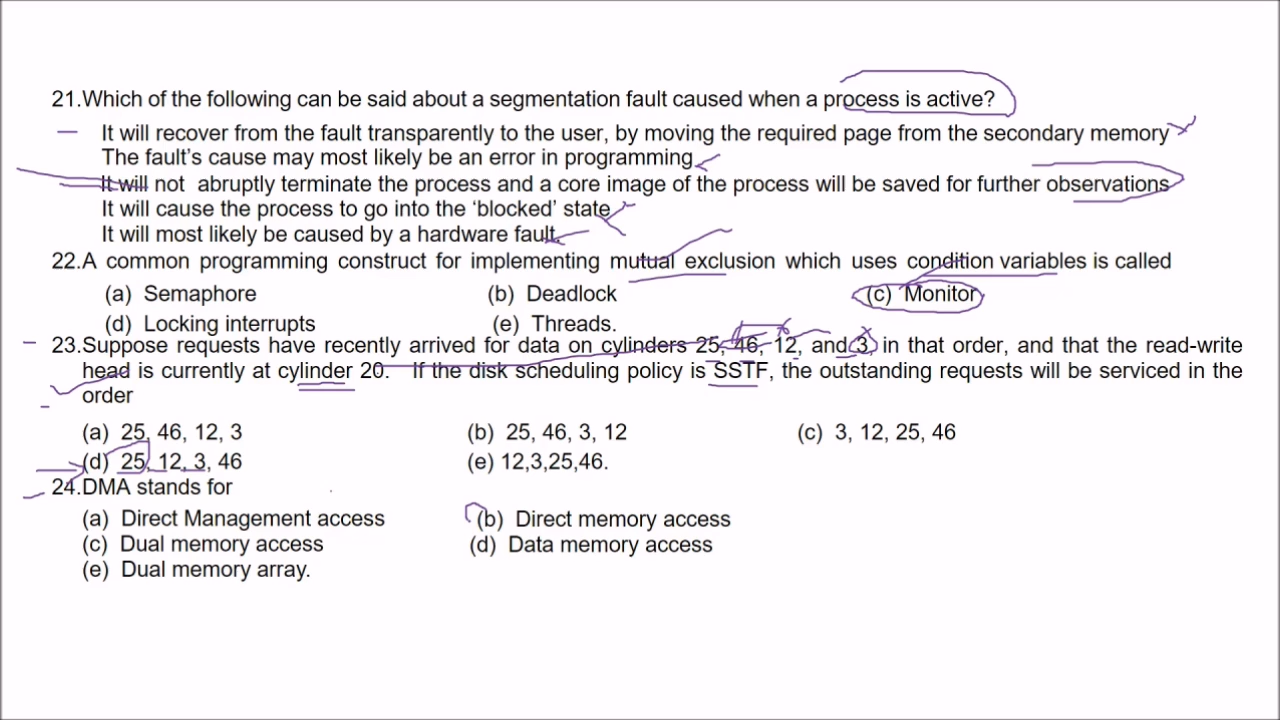 21.Which of the following can be said about a segmentation fault caused when a process is active?
It will recover from the fault transparently to the user, by moving the required page from the secondary memory
The fault's cause may most likely be an error in programming
It will not abruptly terminate the process and a core image of the process will be saved for further observations
It will cause the process to go into the 'blocked' state
It will most likely be caused by a hardware fault.
22.A common programming construct for implementing mutual exclusion which uses condition variables is called
(a) Semaphore (b) Deadlock (c) Monitor
(d) Locking interrupts (e) Threads.
23.Suppose requests have recently arrived for data on cylinders 25, 46, 12, and 3, in that order, and that the read-write
head is currently at cylinder 20. If the disk scheduling policy is SSTF, the outstanding requests will be serviced in the
order
(a) 25, 46, 12, 3 (b) 25, 46, 3, 12 (c) 3, 12, 25, 46
(d) 25, 12, 3, 46 (e) 12,3,25,46.
24.DMA stands for
(a) Direct Management access (b) Direct memory access
(c) Dual memory access (d) Data memory access
(e) Dual memory array.